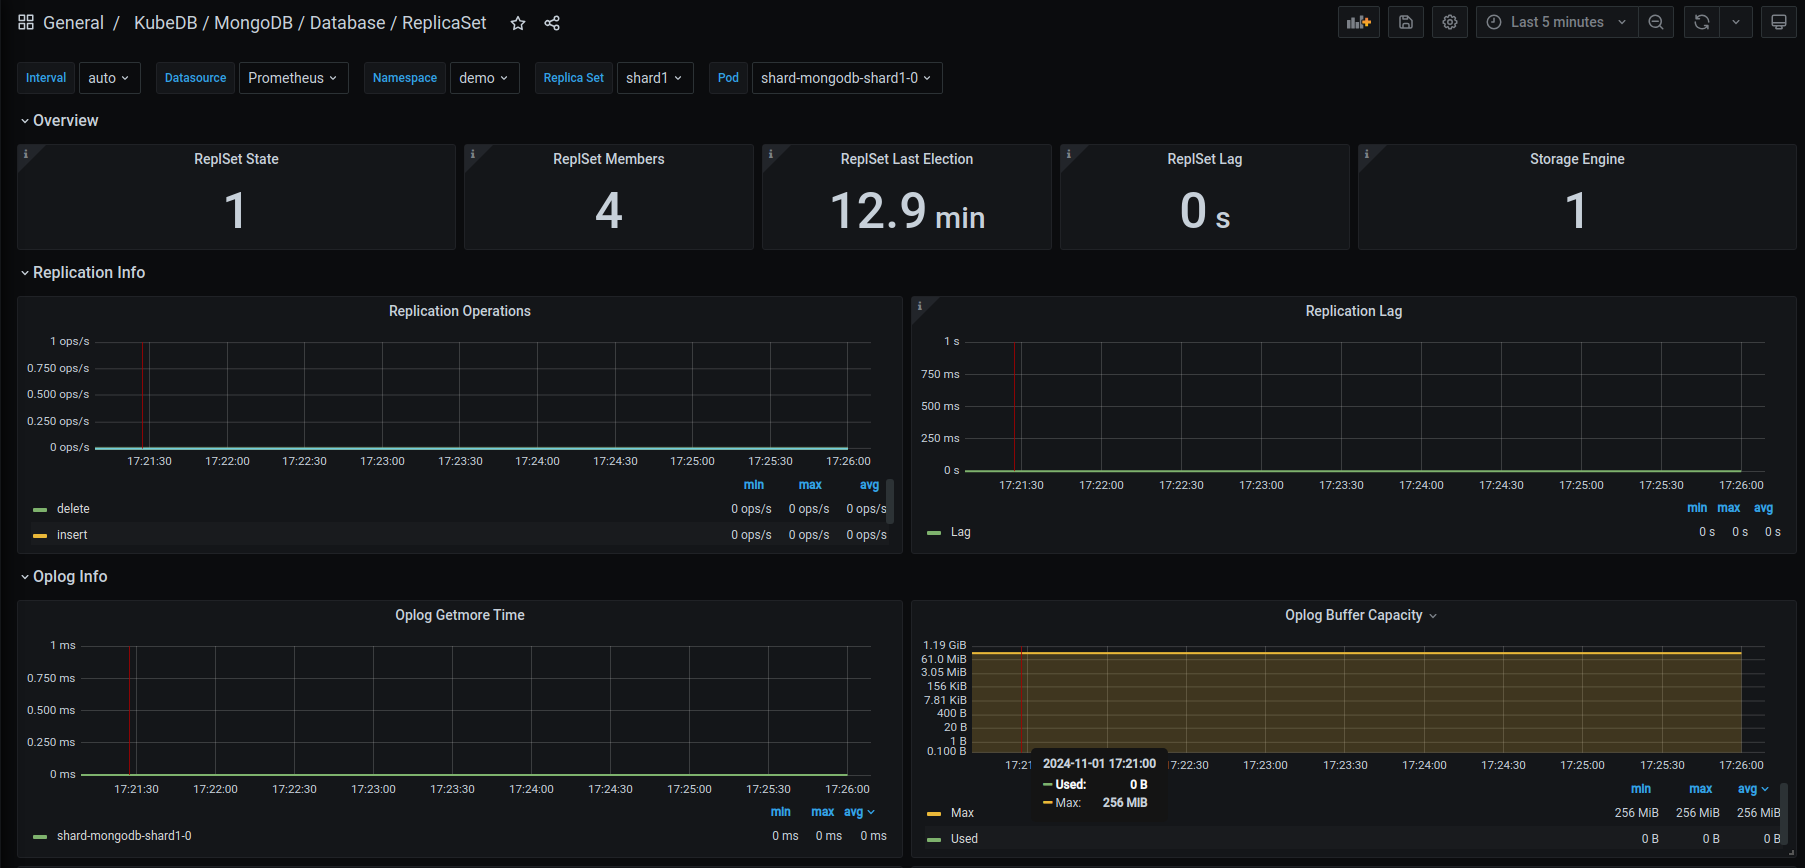 General / KubeDB / MongoDB / Database / ReplicaSet
Last 5 minutes
Interval auto Datasource Prometheus Namespace demo Replica Set shard1 Pod shard-mongodb-shard1-0
Overview
ReplSet State
1
ReplSet Members
4
ReplSet Last Election
12.9 min
ReplSet Lag
0 s
Storage Engine
1
Replication Info
Replication Operations
1 ops/s
0.750 ops/s
0.500 ops/s
0.250 ops/s
0 ops/s
17:21:30 17:22:00 17:22:30 17:23:00 17:23:30 17:24:00 17:24:30 17:25:00 17:25:30 17:26:00
min max avg
delete 0 ops/s 0 ops/s 0 ops/s
insert 0 ops/s 0 ops/s 0 ops/s
Replication Lag
1 s
750 ms
500 ms
250 ms
0 s
17:21:30 17:22:00 17:22:30 17:23:00 17:23:30 17:24:00 17:24:30 17:25:00 17:25:30 17:26:00
min max avg
Lag 0 s 0 s 0 s
Oplog Info
Oplog Getmore Time
1 ms
0.750 ms
0.500 ms
0.250 ms
0 ms
17:21:30 17:22:00 17:22:30 17:23:00 17:23:30 17:24:00 17:24:30 17:25:00 17:25:30 17:26:00
min max avg
shard-mongodb-shard1-0 0 ms 0 ms 0 ms
Oplog Buffer Capacity
1.19 GiB
61.0 MiB
3.05 MiB
156 KiB
7.81 KiB
400 B
20 B
1 B
0.100 B
17:21 17:22:30 17:23:00 17:23:30 17:24:00 17:24:30 17:25:00 17:25:30 17:26:00
2024-11-01 17:21:00
Used: 0 B
Max: 256 MiB
min max avg
Max 256 MiB 256 MiB 256 MiB
Used 0 B 0 B 0 B